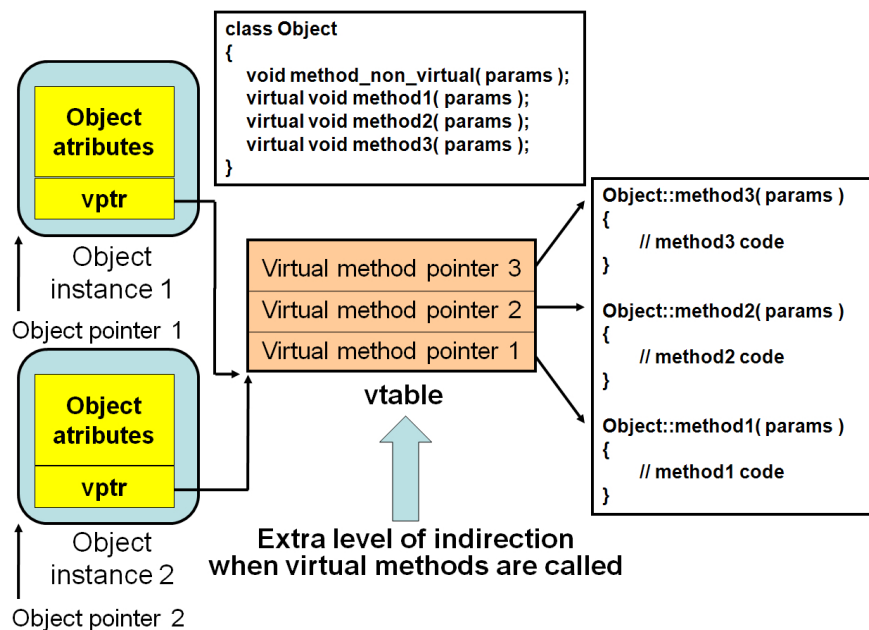 class Object
{
void method_non_virtual( params );
virtual void method1( params );
virtual void method2( params );
virtual void method3( params );
}
Object
atributes
vptr
Object
instance 1
Object pointer 1
Object
atributes
vptr
Object
instance 2
Object pointer 2
Virtual method pointer 3
Virtual method pointer 2
Virtual method pointer 1
vtable
Extra level of indirection
when virtual methods are called
Object::method3( params )
{
// method3 code
}
Object::method2( params )
{
// method2 code
}
Object::method1( params )
{
// method1 code
}